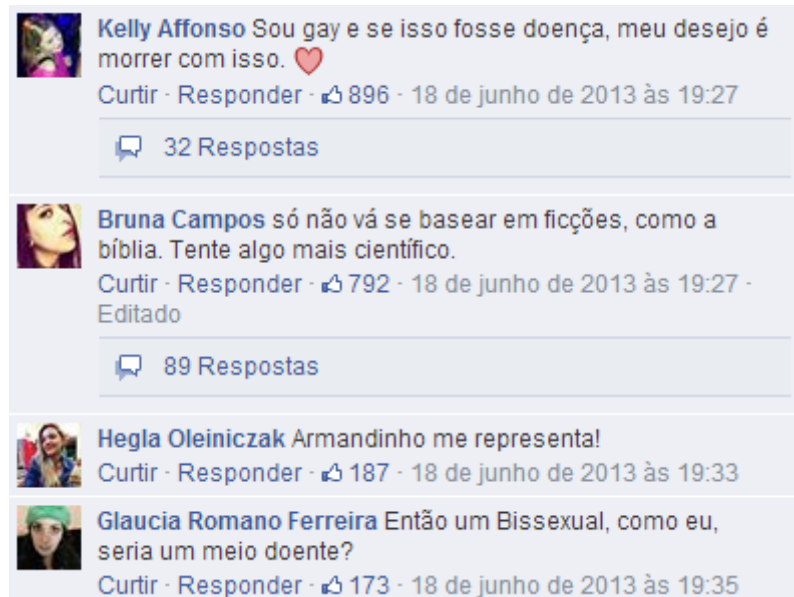 Kelly Affonso Sou gay e se isso fosse doença, meu desejo é
morrer com isso.
Curtir · Responder · 896 · 18 de junho de 2013 às 19:27
32 Respostas
Bruna Campos só não vá se basear em ficções, como a
bíblia. Tente algo mais científico.
Curtir · Responder · 792 · 18 de junho de 2013 às 19:27 ·
Editado
89 Respostas
Hegla Oleiniczak Armandinho me representa!
Curtir · Responder · 187 · 18 de junho de 2013 às 19:33
Glaucia Romano Ferreira Então um Bissexual, como eu,
seria um meio doente?
Curtir · Responder · 173 · 18 de junho de 2013 às 19:35